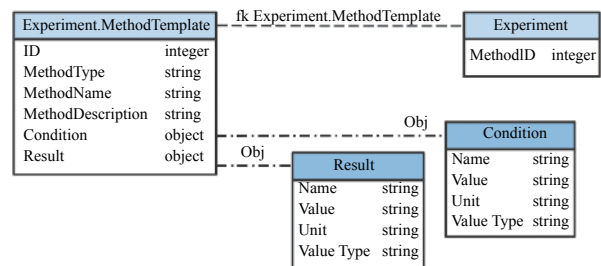 Experiment.MethodTemplate
ID integer
MethodType string
MethodName string
MethodDescription string
Condition object
Result object
fk Experiment.MethodTemplate
Experiment
MethodID integer
Obj
Condition
Name string
Value string
Unit string
Value Type string
Obj
Result
Name string
Value string
Unit string
Value Type string